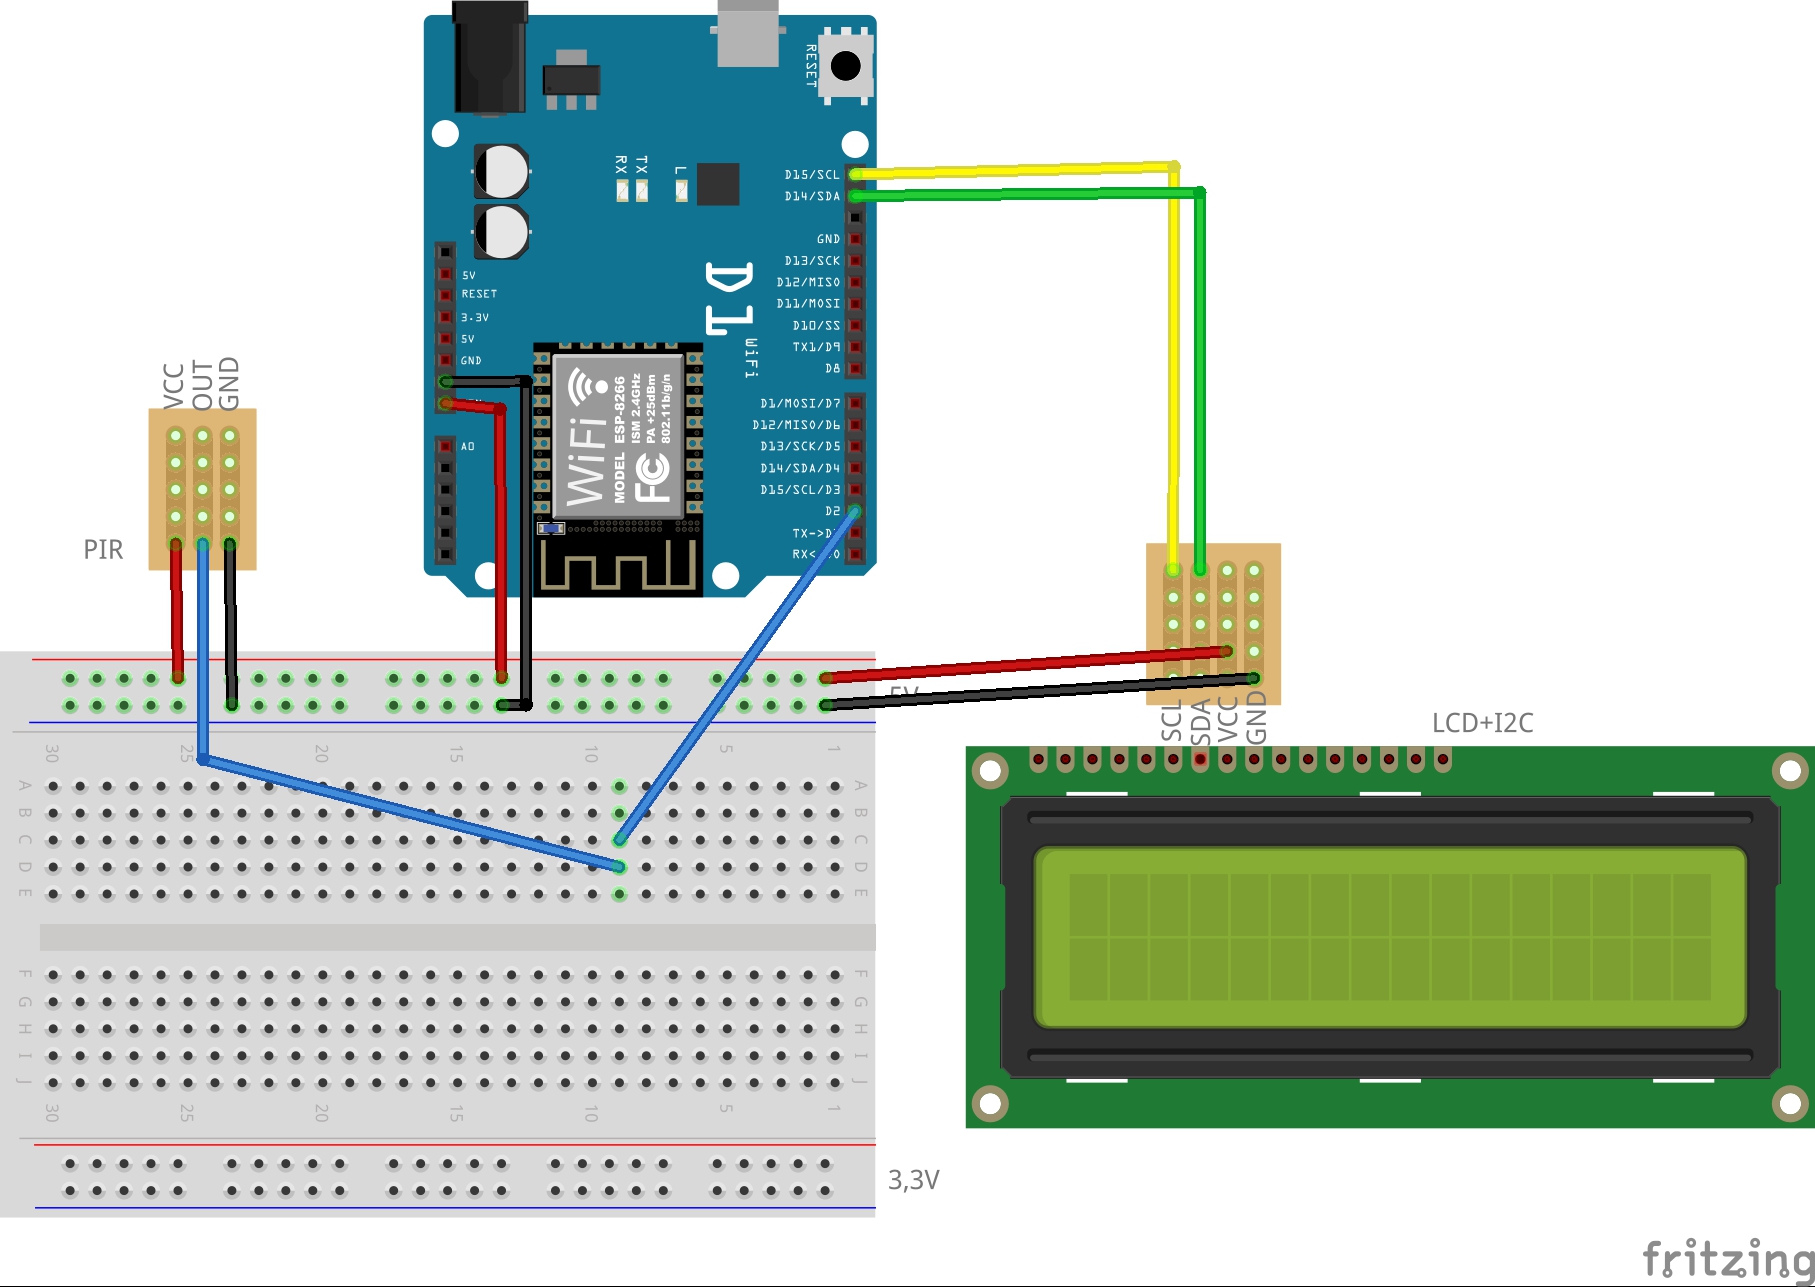 RESET
RX
TX
L
D15/SCL
D14/SDA
GND
D13/SCK
D12/MISO
D11/MOSI
D10/SS
TX1/D9
D8
5V
RESET
3.3V
5V
GND
D1
WiFi
VCC
OUT
GND
PIR
A0
WiFi
MODEL ESP-8266
ISM 2.4GHz
PA +25dBm
802.11b/g/n
FC
D1/MOSI/D7
D12/MISO/D6
D13/SCK/D5
D14/SDA/D4
D15/SCL/D3
D2
TX->D
RX<
0
5V
SCL
SDA
VCC
GND
LCD+I2C
30
25
20
15
10
5
1
A
A
B
B
C
C
D
D
E
E
F
F
G
G
H
H
I
I
J
J
30
25
20
15
10
5
1
3,3V
fritzing